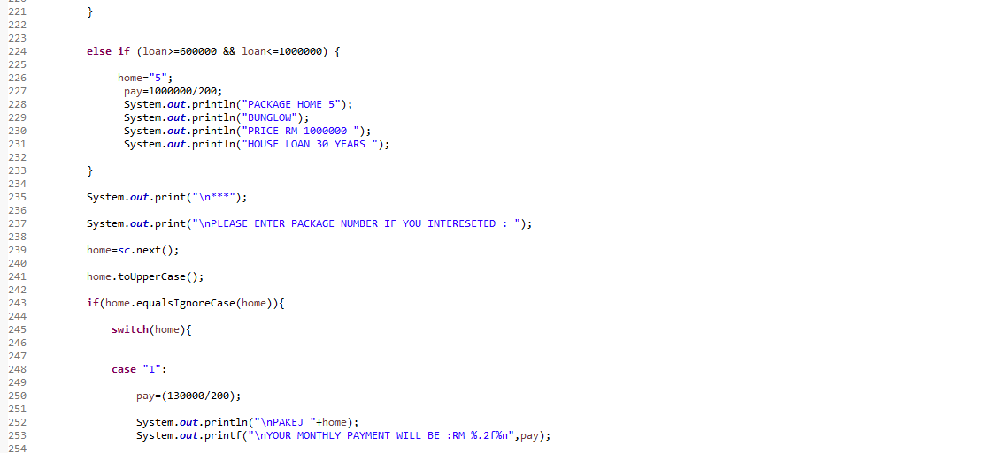 221 }
222
223
224 else if (loan>=600000 && loan<=1000000) {
225
226 home="5";
227 pay=1000000/200;
228 System.out.println("PACKAGE HOME 5");
229 System.out.println("BUNGLOW");
230 System.out.println("PRICE RM 1000000 ");
231 System.out.println("HOUSE LOAN 30 YEARS ");
232
233 }
234
235 System.out.print("\n***");
236
237 System.out.print("\nPLEASE ENTER PACKAGE NUMBER IF YOU INTERESETED : ");
238
239 home=sc.next();
240
241 home.toUpperCase();
242
243 if(home.equalsIgnoreCase(home)){
244
245 switch(home){
246
247
248 case "1":
249
250 pay=(130000/200);
251
252 System.out.println("\nPAKEJ "+home);
253 System.out.printf("\nYOUR MONTHLY PAYMENT WILL BE :RM %.2f%n",pay);
254